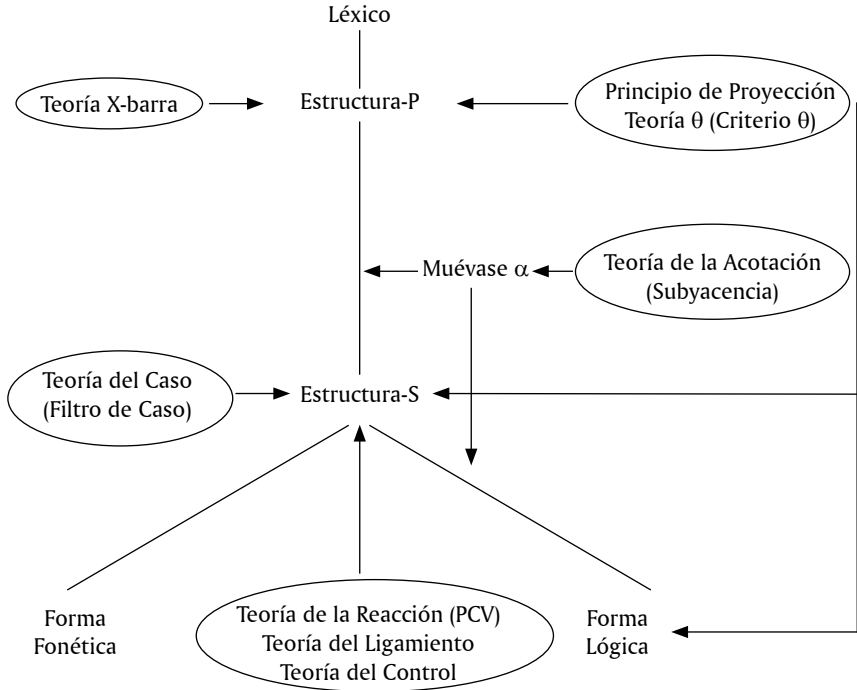 Léxico
Teoría X-barra
Estructura-P
Principio de Proyección
Teoría θ (Criterio θ)
Muévase α
Teoría de la Acotación
(Subyacencia)
Teoría del Caso
(Filtro de Caso)
Estructura-S
Forma
Fonética
Teoría de la Reacción (PCV)
Teoría del Ligamiento
Teoría del Control
Forma
Lógica